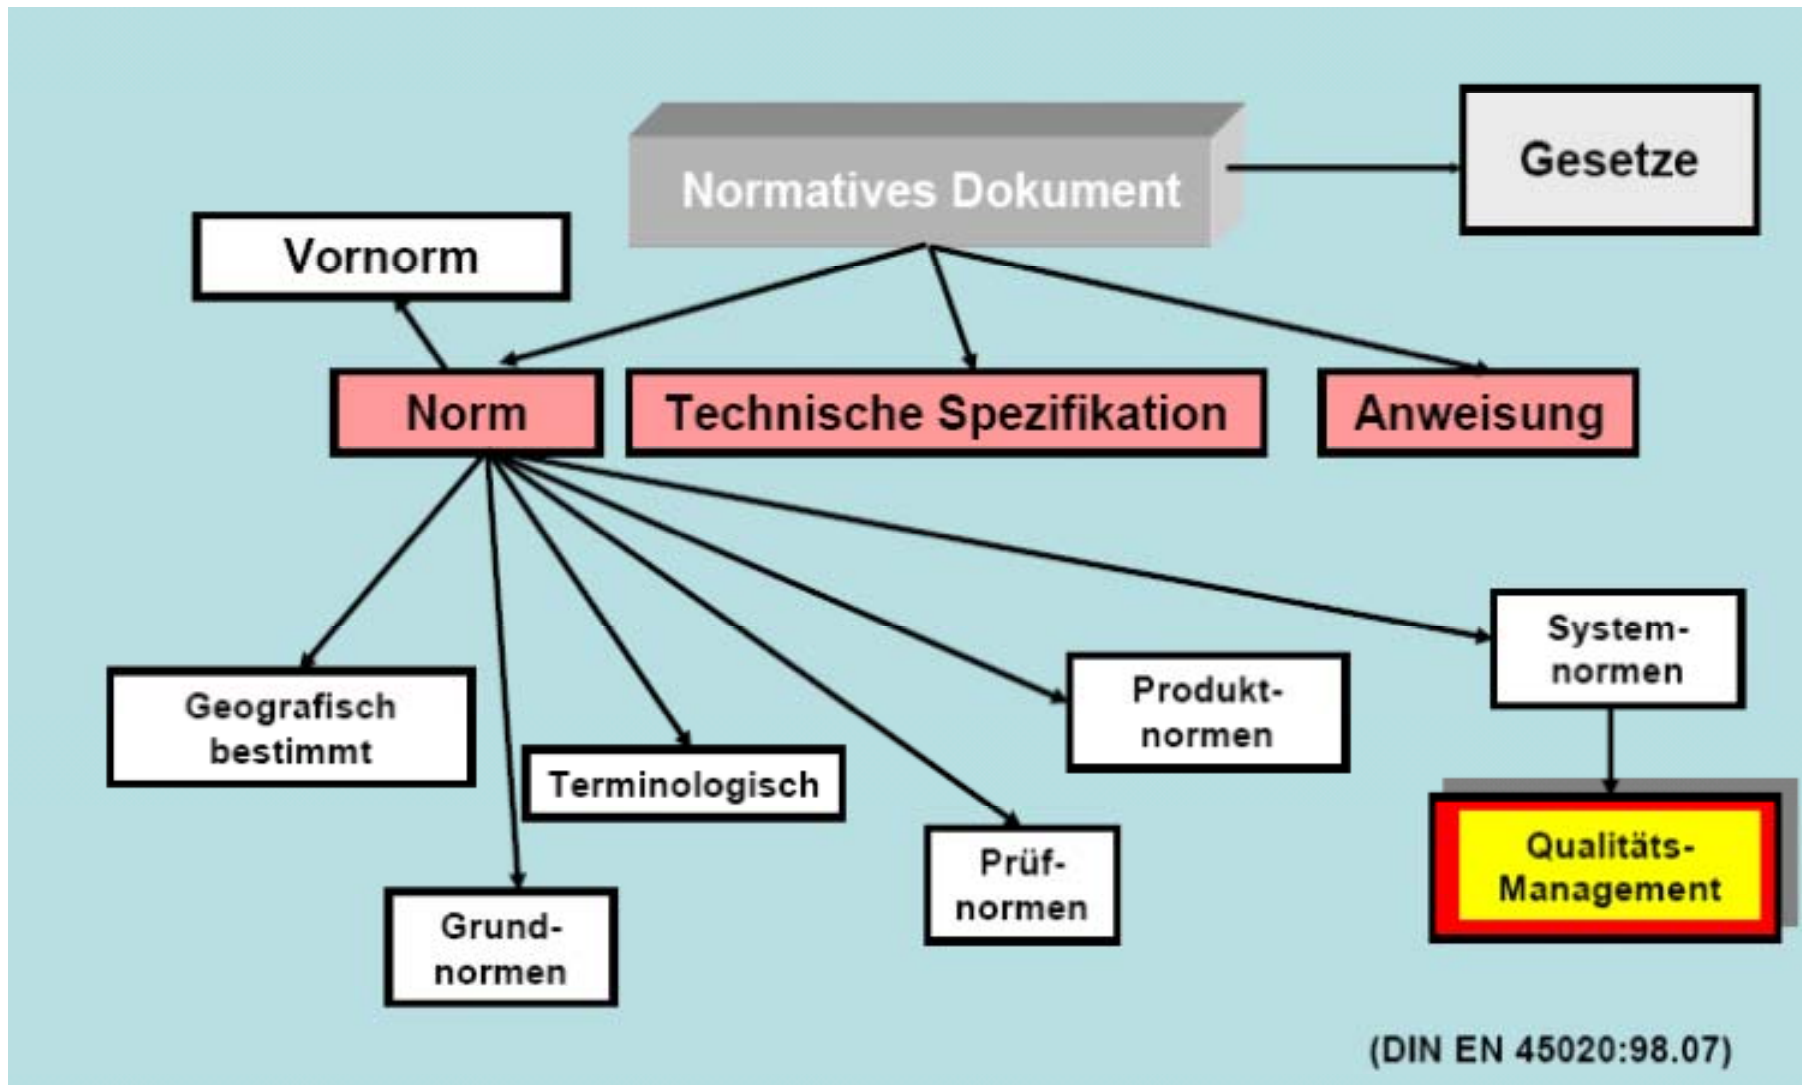 Gesetze
Normatives Dokument
Vornorm
Norm
Technische Spezifikation
Anweisung
System-
normen
Produkt-
normen
Geografisch
bestimmt
Terminologisch
Prüf-
normen
Qualitäts-
Management
Grund-
normen
(DIN EN 45020:98.07)